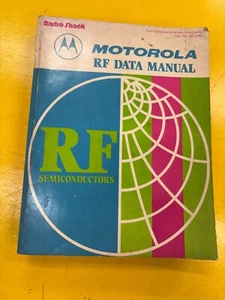 Radio Shack
MOTOROLA
RF DATA MANUAL
RF
SEMICONDUCTORS